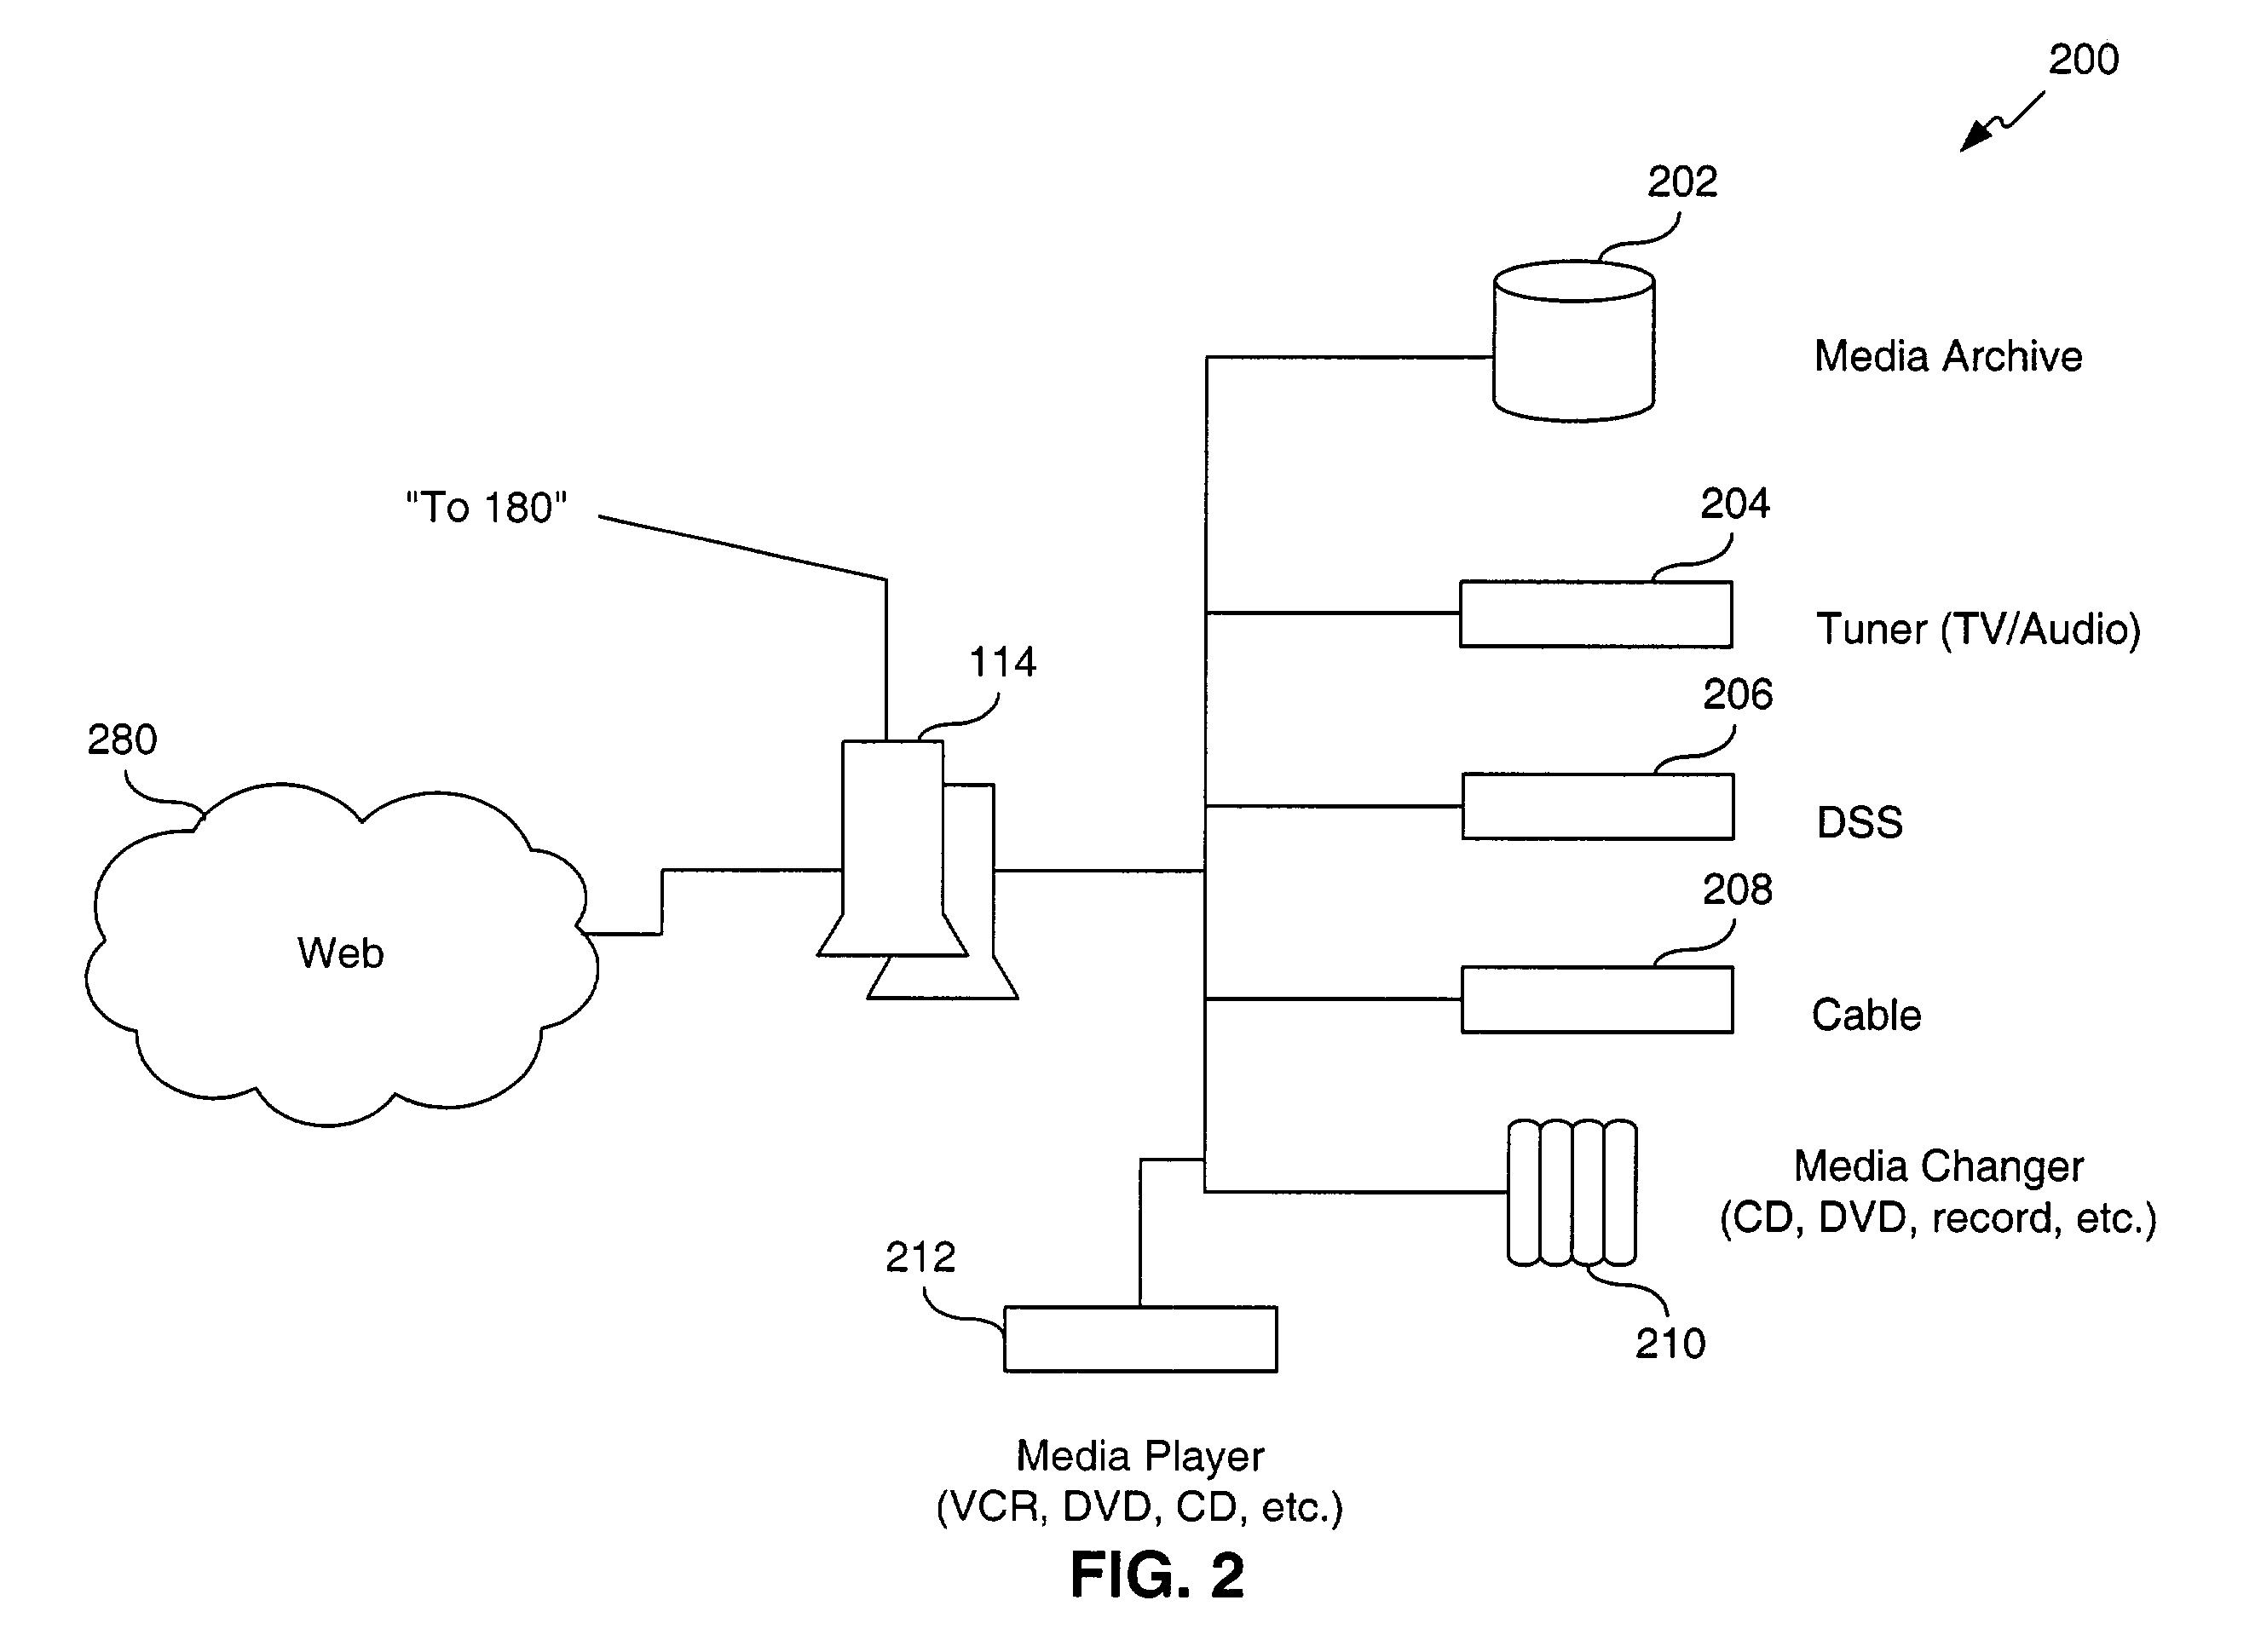 200
202
Media Archive
"To 180"
204
Tuner (TV/Audio)
114
206
280
DSS
208
Web
Cable
Media Changer
(CD, DVD, record, etc.)
212
210
Media Player
(VCR, DVD, CD, etc.)
FIG. 2